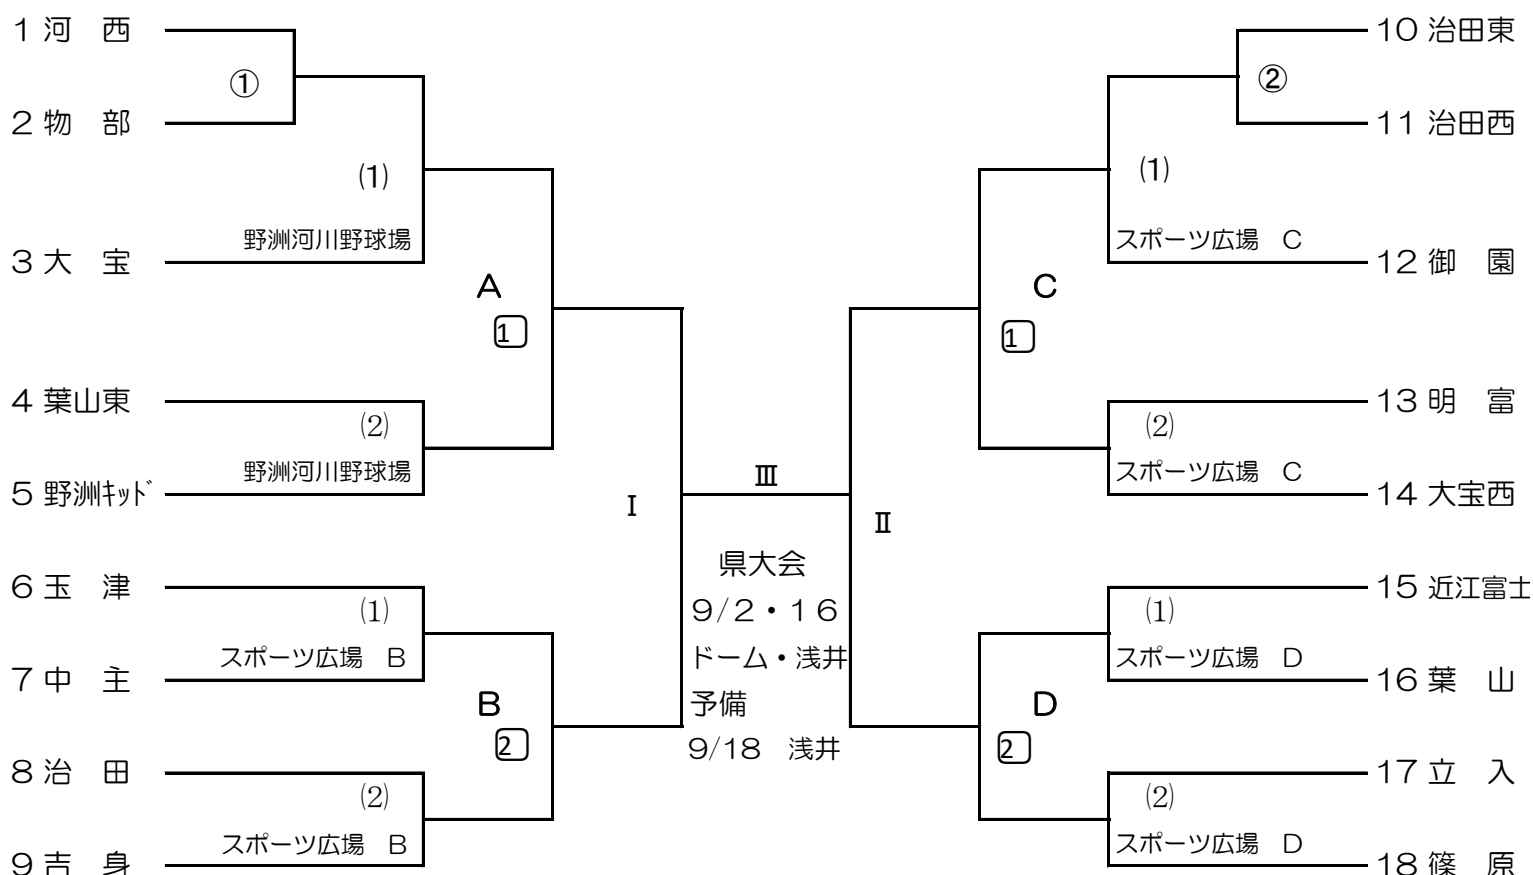 1 河　西
①
2 物　部
(1)
野洲河川野球場
3 大　宝
A
1
4 葉山東
(2)
野洲河川野球場
5 野洲ｷｯﾄﾞ
Ⅰ
6 玉　津
(1)
スポーツ広場　B
7 中　主
B
2
8 治　田
(2)
スポーツ広場　B
9 吉　身
Ⅲ
県大会
９/２・１６
ドーム・浅井
予備
9/18　浅井
10 治田東
②
11 治田西
(1)
スポーツ広場　C
12 御　園
C
1
13 明　富
(2)
スポーツ広場　C
14 大宝西
Ⅱ
15 近江富士
(1)
スポーツ広場　D
16 葉　山
D
2
17 立　入
(2)
スポーツ広場　D
18 篠　原